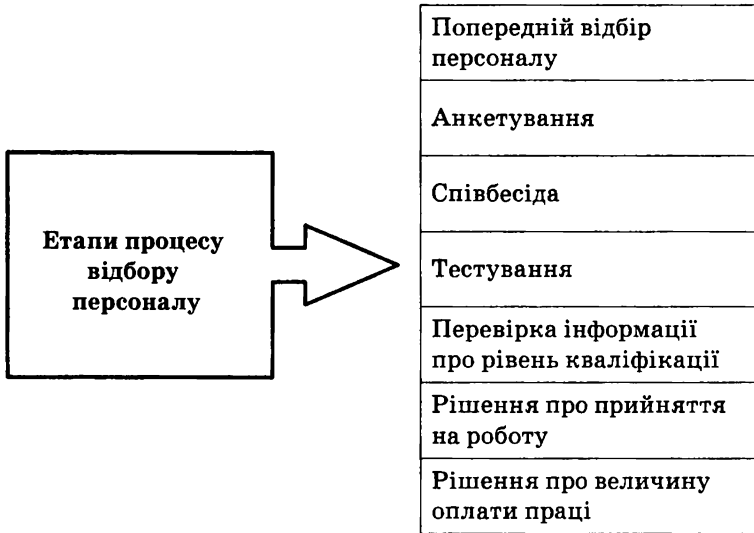 Етапи процесу
відбору
персоналу
Попередній відбір
персоналу
Анкетування
Співбесіда
Тестування
Перевірка інформації
про рівень кваліфікації
Рішення про прийняття
на роботу
Рішення про величину
оплати праці